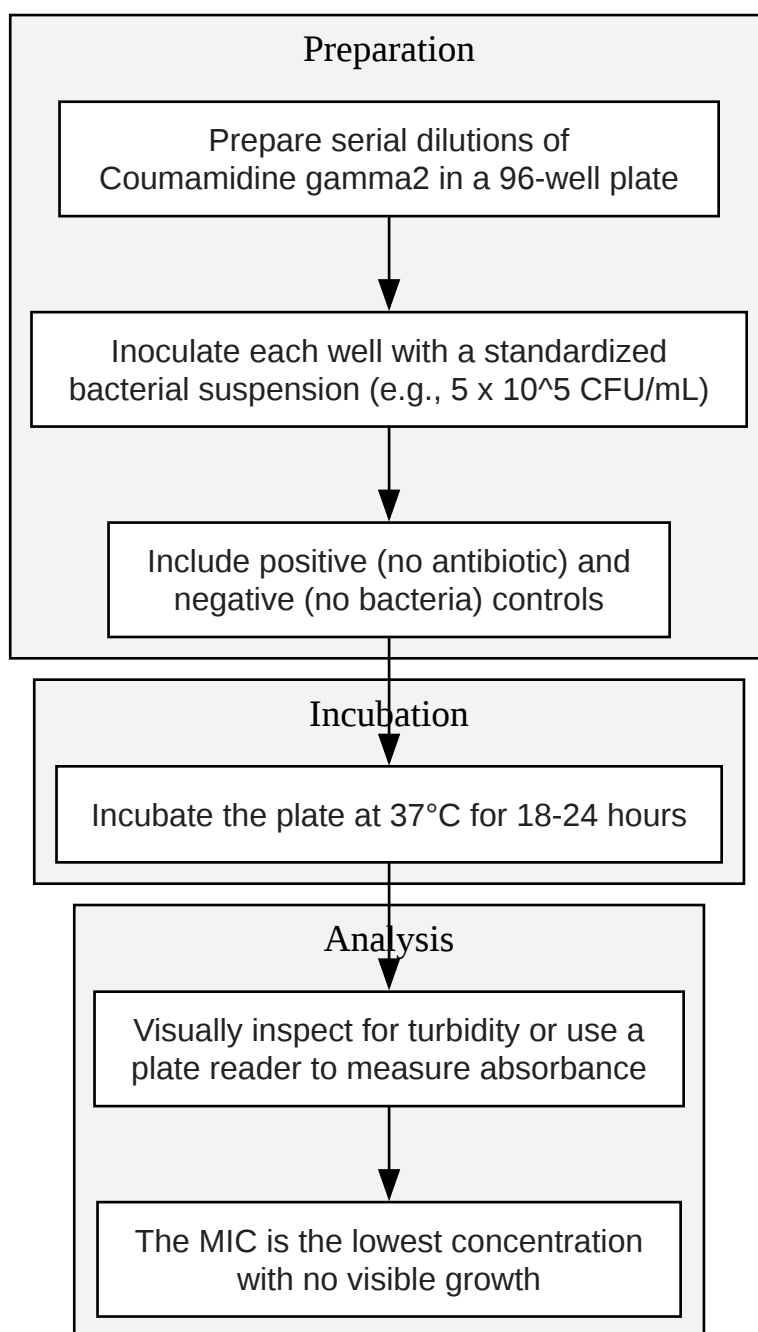 Preparation
Prepare serial dilutions of
Coumamidine gamma2 in a 96-well plate
Inoculate each well with a standardized
bacterial suspension (e.g., 5 x 10^5 CFU/mL)
Include positive (no antibiotic) and
negative (no bacteria) controls
Incubation
Incubate the plate at 37°C for 18-24 hours
Analysis
Visually inspect for turbidity or use a
plate reader to measure absorbance
The MIC is the lowest concentration
with no visible growth